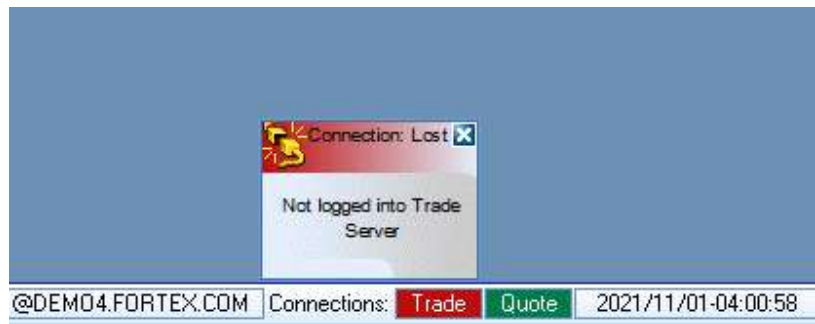 Connection: Lost
Not logged into Trade
Server
@DEMO4.FORTEX.COM Connections: Trade Quote 2021/11/01-04:00:58